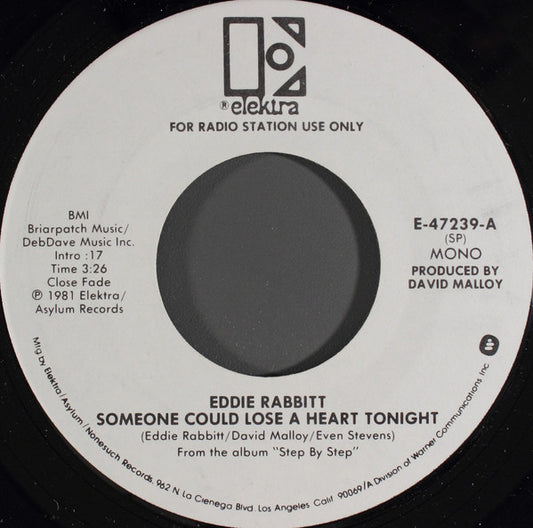 ® elektra
FOR RADIO STATION USE ONLY
BMI
Briarpatch Music/
DebDave Music Inc.
Intro :17
Time 3:26
Close Fade
℗ 1981 Elektra/
Asylum Records
E-47239-A
(SP)
MONO
PRODUCED BY
DAVID MALLOY
EDDIE RABBITT
SOMEONE COULD LOSE A HEART TONIGHT
(Eddie Rabbitt/David Malloy/Even Stevens)
From the album "Step By Step"
Mfg by Elektra/Asylum/Nonesuch Records, 962 N La Cienega Blvd. Los Angeles Calif 90069/A Division of Warner Communications Inc